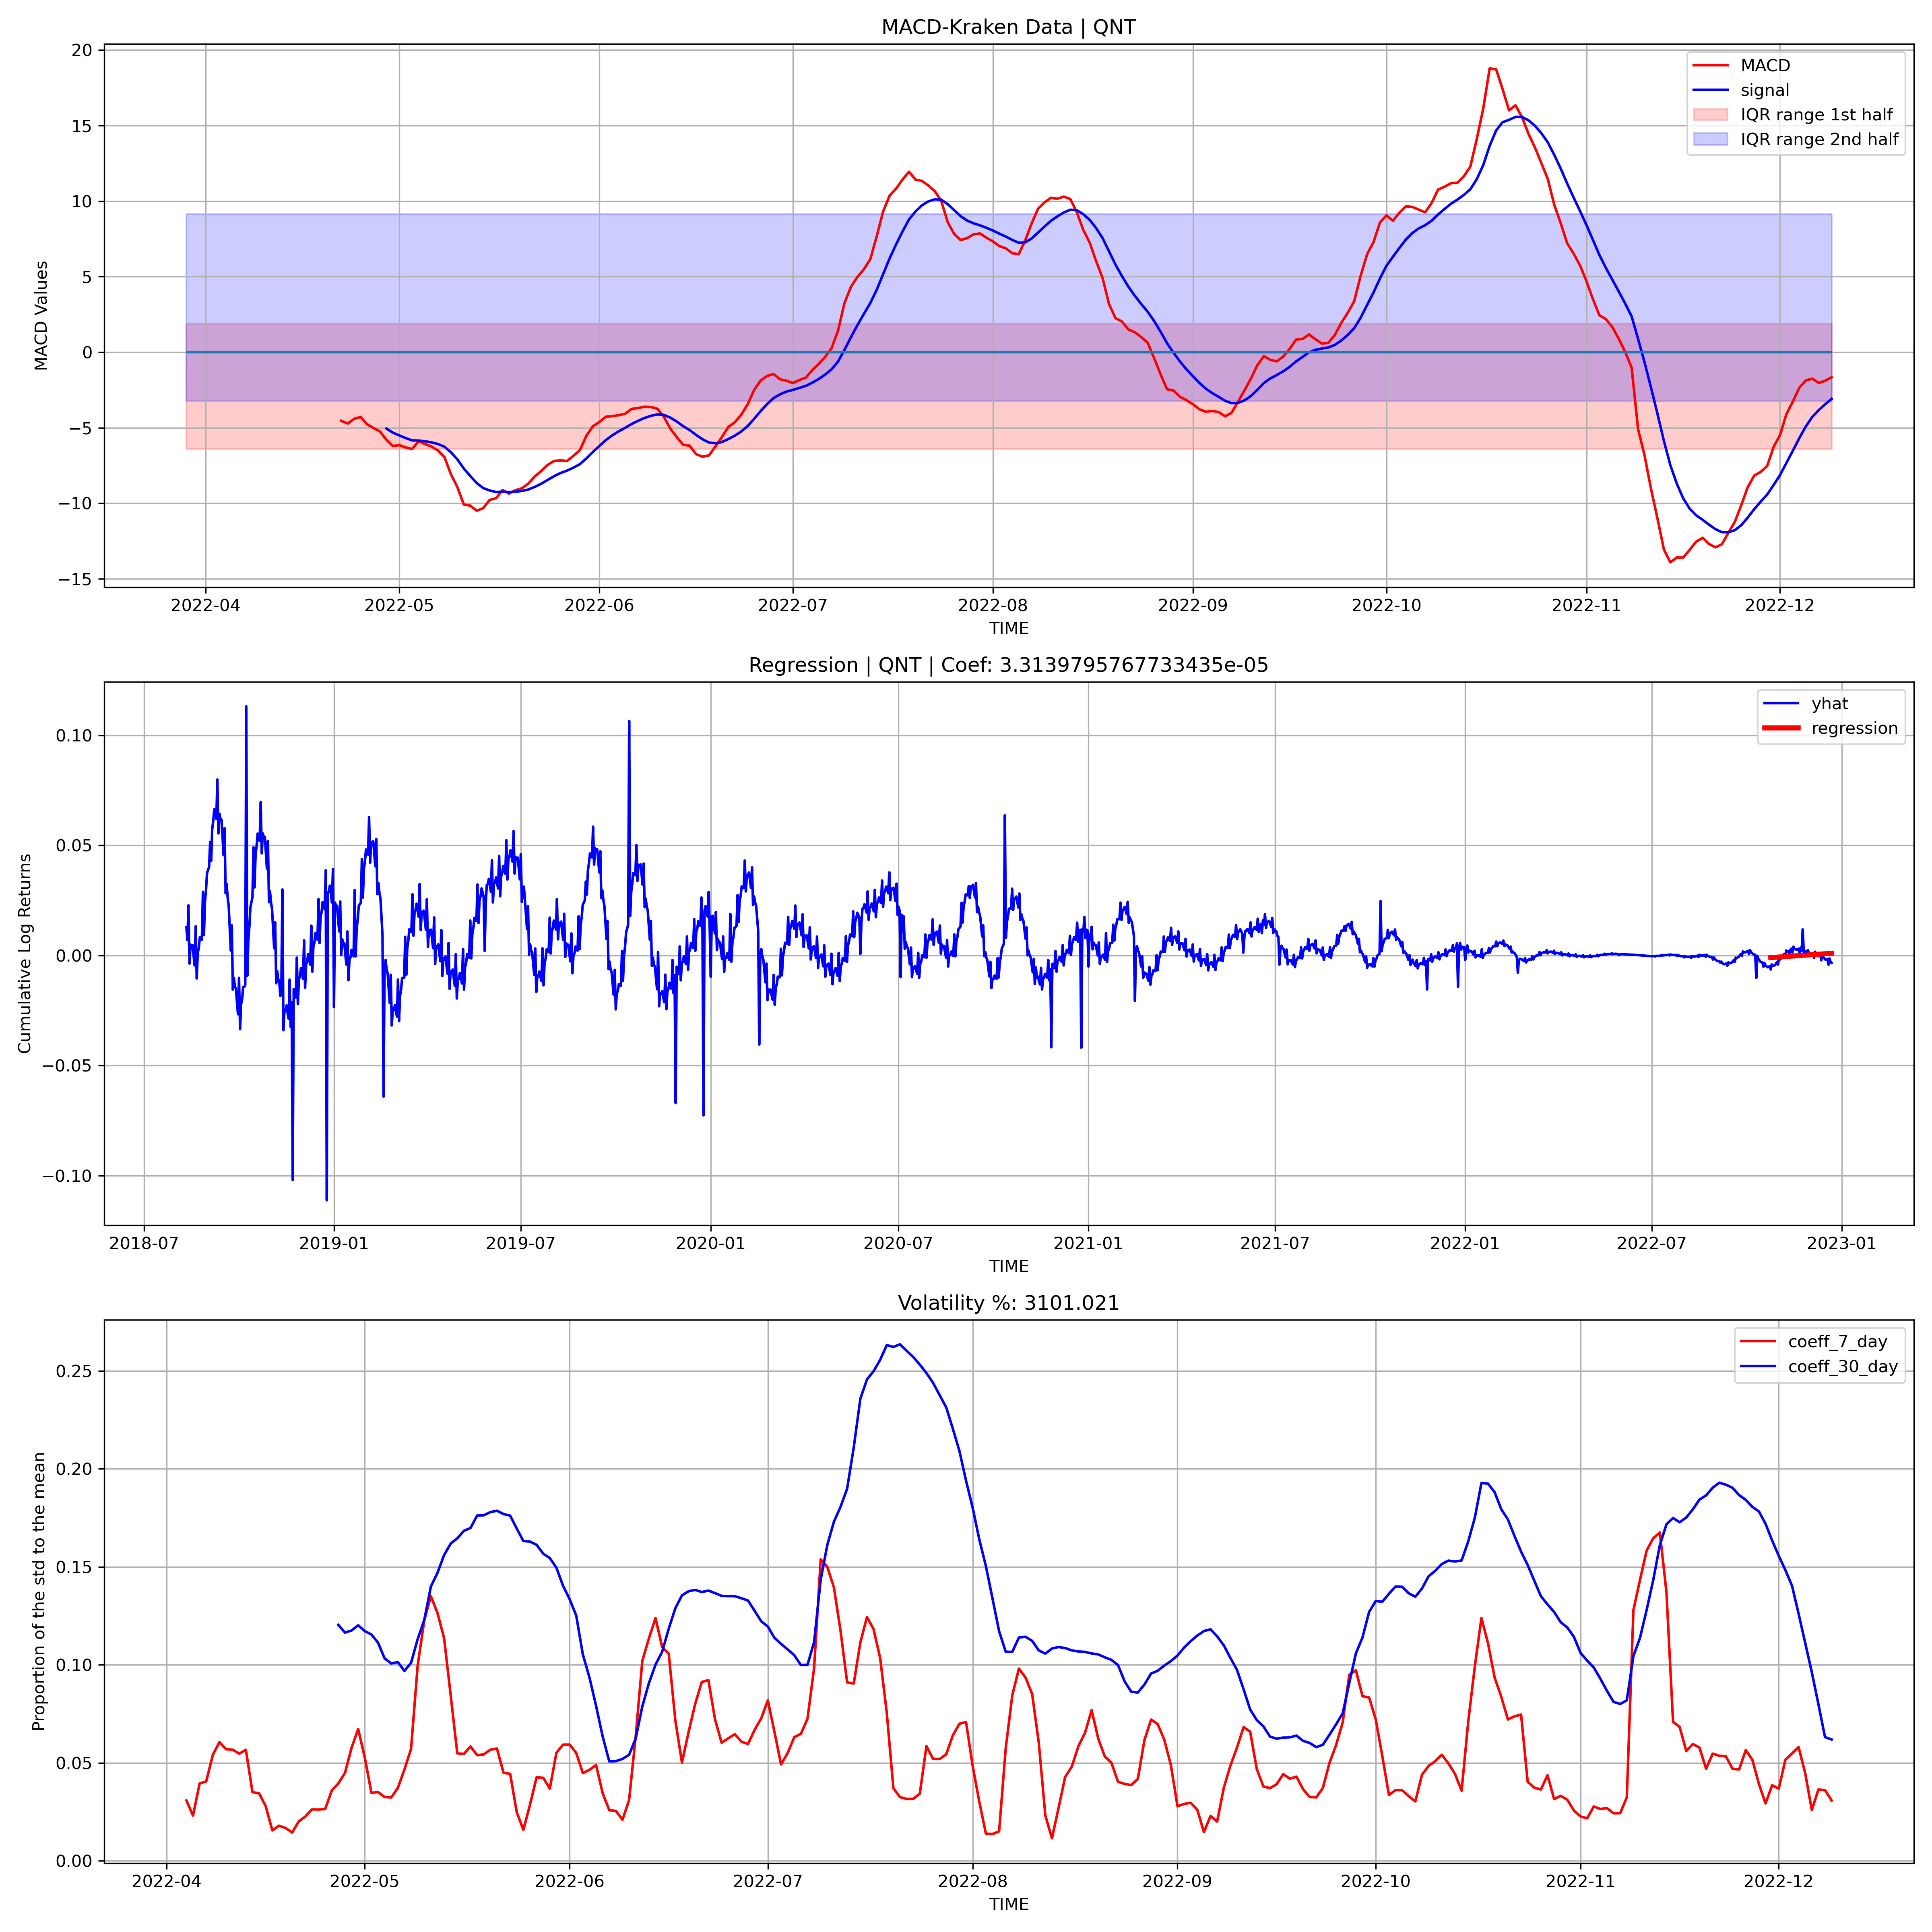 MACD-Kraken Data | QNT
MACD Values
20
15
10
5
0
−5
−10
−15
MACD
signal
IQR range 1st half
IQR range 2nd half
2022-04 2022-05 2022-06 2022-07 2022-08 2022-09 2022-10 2022-11 2022-12
TIME
Regression | QNT | Coef: 3.3139795767733435e-05
Cumulative Log Returns
0.10
0.05
0.00
−0.05
−0.10
yhat
regression
2018-07 2019-01 2019-07 2020-01 2020-07 2021-01 2021-07 2022-01 2022-07 2023-01
TIME
Volatility %: 3101.021
Proportion of the std to the mean
0.25
0.20
0.15
0.10
0.05
0.00
coeff_7_day
coeff_30_day
2022-04 2022-05 2022-06 2022-07 2022-08 2022-09 2022-10 2022-11 2022-12
TIME